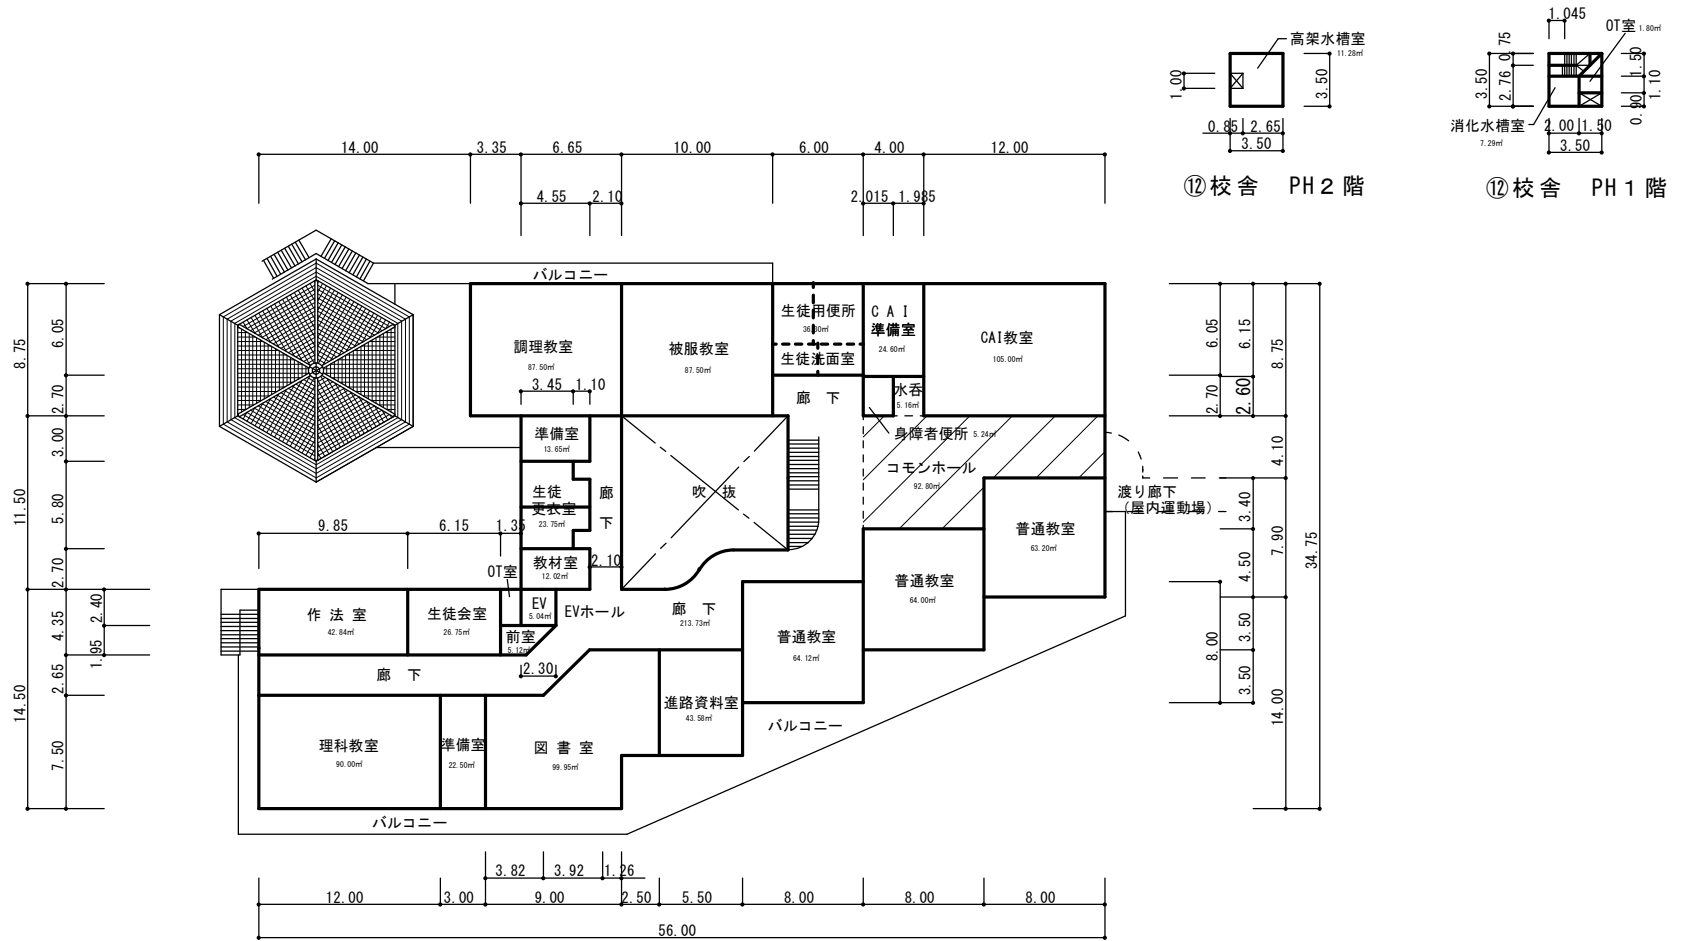 1.045
OT室 1.80㎡
高架水槽室
11.28㎡
1.00
3.50
0.85 2.65
3.50
⑫校舎 PH2階
0.75
2.76
3.50
1.50
1.10
0.90
消化水槽室
7.29㎡
2.00 1.50
3.50
⑫校舎 PH1階
14.00 3.35 6.65 10.00 6.00 4.00 12.00
4.55 2.10 2.015 1.985
バルコニー
調理教室
87.50㎡
被服教室
87.50㎡
生徒用便所
生徒洗面室
CAI
準備室
24.60㎡
CAI教室
105.00㎡
3.45 1.10
廊下
水呑
5.16㎡
身障者便所 5.24㎡
コモンホール
92.80㎡
準備室
13.65㎡
生徒
更衣室
23.75㎡
廊
下
吹抜
教材室
12.02㎡
2.10
渡り廊下
(屋内運動場)
普通教室
63.20㎡
普通教室
64.00㎡
普通教室
64.12㎡
9.85 6.15 1.35
OT室
EV
5.04㎡
EVホール
廊下
213.73㎡
作法室
42.84㎡
生徒会室
26.75㎡
前室
5.12㎡
2.30
廊下
理科教室
90.00㎡
準備室
22.50㎡
図書室
99.95㎡
進路資料室
43.58㎡
バルコニー
バルコニー
8.75
11.50
14.50
6.05
2.70
3.00
5.80
2.70
4.35
2.65
7.50
2.40
1.95
6.05
2.70
8.00
6.15
2.60
3.40
4.50
3.50
3.50
8.75
4.10
7.90
14.00
34.75
3.82 3.92 1.26
12.00 3.00 9.00 2.50 5.50 8.00 8.00 8.00
56.00